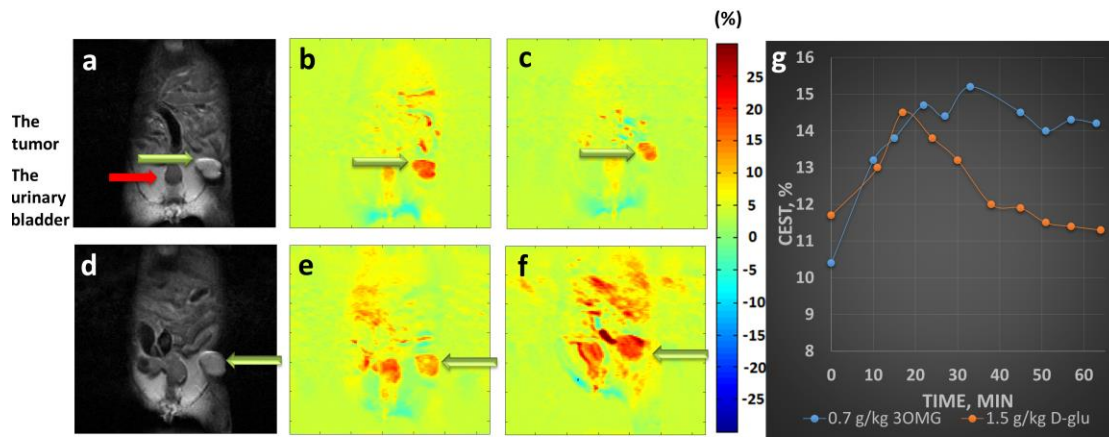 The
tumor
The
urinary
bladder
a
b
c
d
e
f
(%)
25
20
15
10
5
0
-5
-10
-15
-20
-25
g
16
15
14
13
12
11
10
9
8
CEST, %
0 10 20 30 40 50 60
TIME, MIN
0.7 g/kg 3OMG 1.5 g/kg D-glu